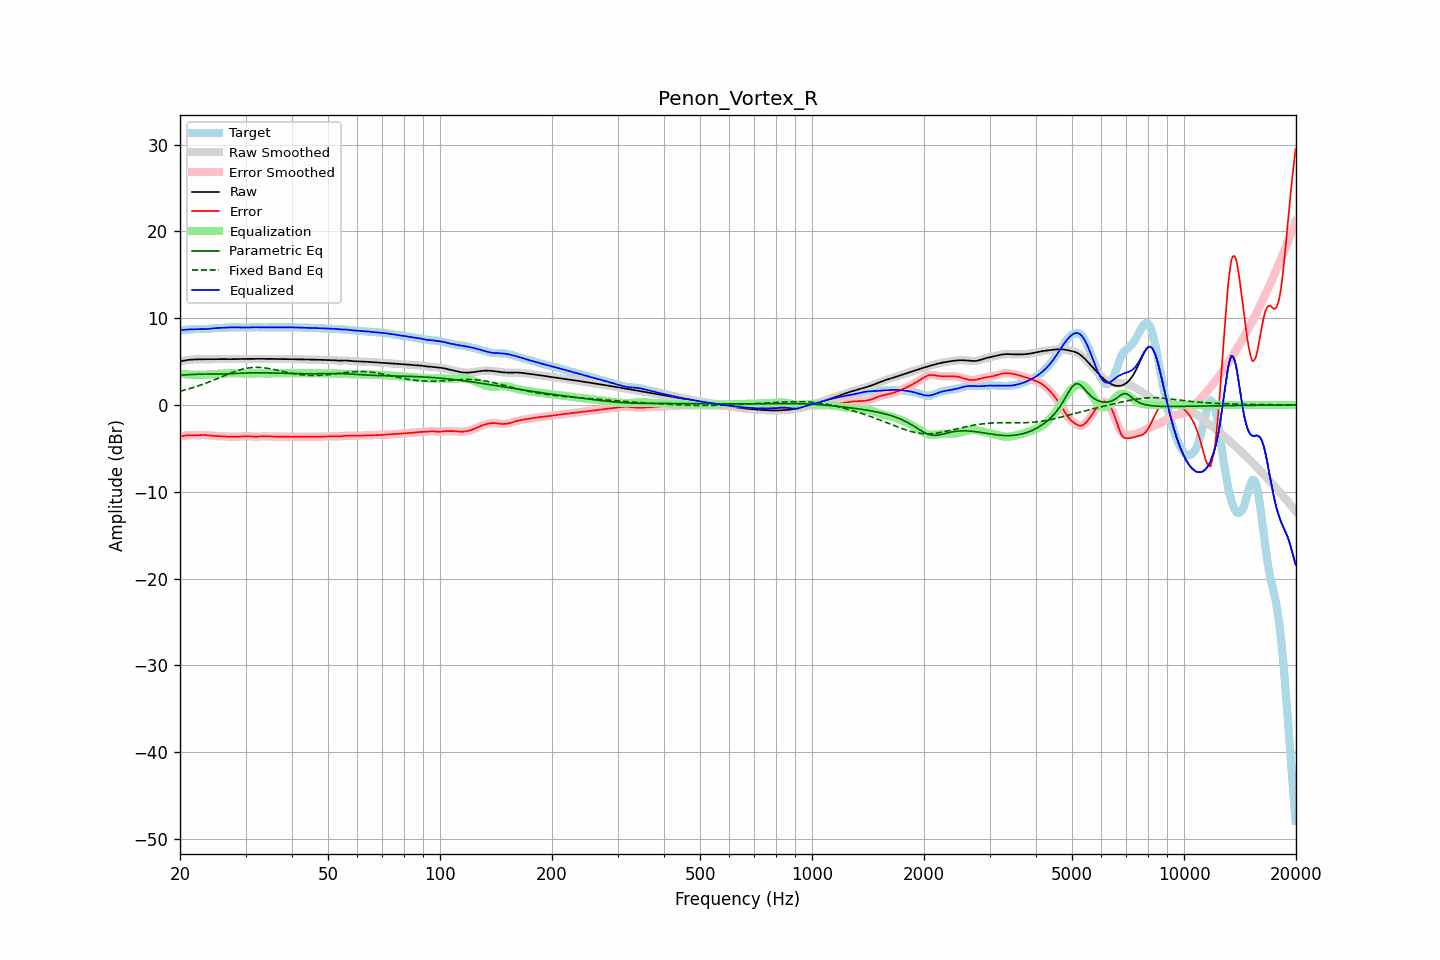 Penon_Vortex_R
Target
Raw Smoothed
Error Smoothed
Raw
Error
Equalization
Parametric Eq
Fixed Band Eq
Equalized
30
20
10
0
−10
−20
−30
−40
−50
Amplitude (dBr)
20 50 100 200 500 1000 2000 5000 10000 20000
Frequency (Hz)